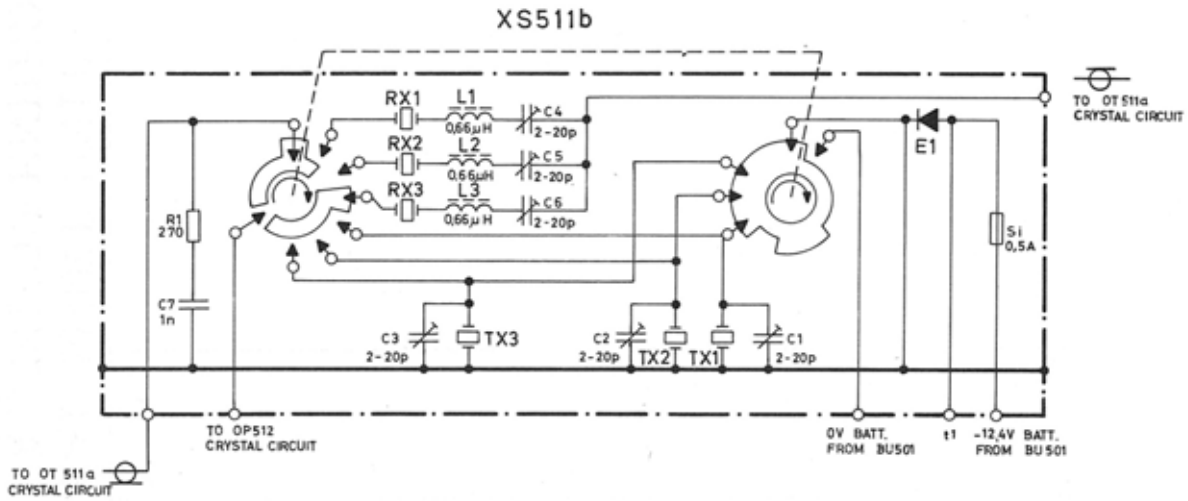 XS511b
RX1
L1
0,66µH
C4
2-20p
RX2
L2
0,66µH
C5
2-20p
RX3
L3
0,66µH
C6
2-20p
TO OT 511a
CRYSTAL CIRCUIT
E1
R1
270
Si
0,5A
C7
1n
C3
2-20p
TX3
C2
2-20p
TX2
TX1
C1
2-20p
TO OP512
CRYSTAL CIRCUIT
0V BATT.
FROM BU501
t1
-12,4V BATT.
FROM BU501
TO OT 511a
CRYSTAL CIRCUIT